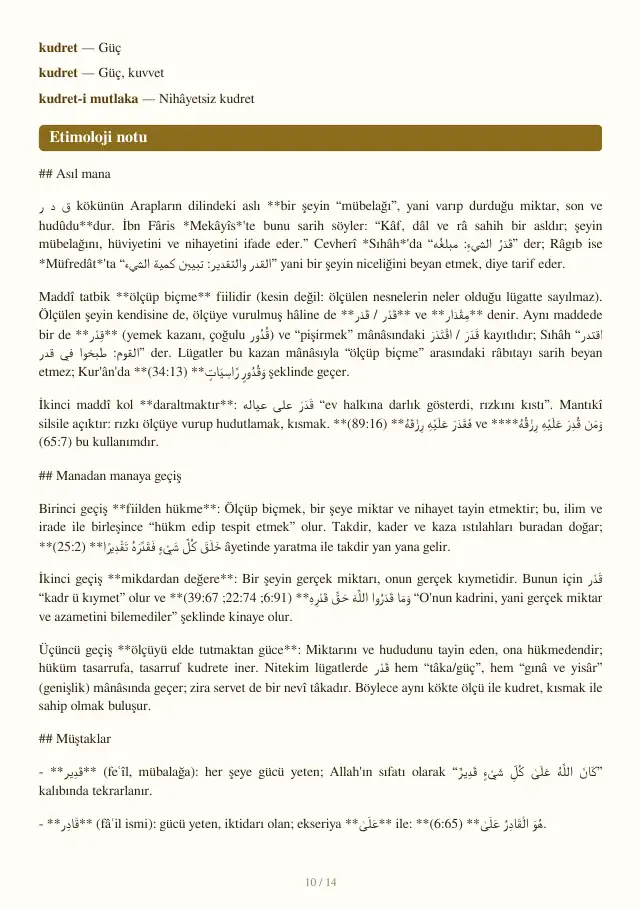 kudret — Güç
kudret — Güç, kuvvet
kudret-i mutlaka — Nihâyetsiz kudret
Etimoloji notu
## Asıl mana
ق د ر kökünün Arapların dilindeki aslı **bir şeyin “mübelağı”, yani varıp durduğu miktar, son ve
hudûdu**dur. İbn Fâris *Mekâyîs*'te bunu sarih söyler: “Kâf, dâl ve râ sahih bir asldır; şeyin
mübelağını, hüviyetini ve nihayetini ifade eder.” Cevherî *Sıhâh*'da “قَدْرُ الشيءِ: مبلغُه” der; Râgıb ise
*Müfredât*'ta “القدر والتقدير: تبيين كمية الشيء” yani bir şeyin niceliğini beyan etmek, diye tarif eder.
Maddî tatbik **ölçüp biçme** fiilidir (kesin değil: ölçülen nesnelerin neler olduğu lügatte sayılmaz).
Ölçülen şeyin kendisine de, ölçüye vurulmuş hâline de **قَدْر / قَدَر** ve **مِقْدَار** denir. Aynı maddede
bir de **قِدْر** (yemek kazanı, çoğulu قُدُور) ve “pişirmek” mânâsındaki قَدَرَ / اقْتَدَرَ kayıtlıdır; Sıhâh “اقتدر
القوم: طبخوا في قدر” der. Lügatler bu kazan mânâsıyla “ölçüp biçme” arasındaki râbıtayı sarih beyan
etmez; Kur'ân'da **(34:13) **وَقُدُورٍ رَّاسِيَاتٍ şeklinde geçer.
İkinci maddî kol **daraltmaktır**: قَدَرَ على عياله “ev halkına darlık gösterdi, rızkını kıstı”. Mantıkî
silsile açıktır: rızkı ölçüye vurup hudutlamak, kısmak. **(89:16) **فَقَدَرَ عَلَيْهِ رِزْقَهُ ve ****وَمَن قُدِرَ عَلَيْهِ رِزْقُهُ
(65:7) bu kullanımdır.
## Manadan manaya geçiş
Birinci geçiş **fiilden hükme**: Ölçüp biçmek, bir şeye miktar ve nihayet tayin etmektir; bu, ilim ve
irade ile birleşince “hükm edip tespit etmek” olur. Takdir, kader ve kaza ıstılahları buradan doğar;
**(25:2) **خَلَقَ كُلَّ شَيْءٍ فَقَدَّرَهُ تَقْدِيرًا âyetinde yaratma ile takdir yan yana gelir.
İkinci geçiş **mikdardan değere**: Bir şeyin gerçek miktarı, onun gerçek kıymetidir. Bunun için قَدْر
“kadr ü kıymet” olur ve **(39:67 ;22:74 ;6:91) **وَمَا قَدَرُوا اللَّهَ حَقَّ قَدْرِهِ “O'nun kadrini, yani gerçek miktar
ve azametini bilemediler” şeklinde kinaye olur.
Üçüncü geçiş **ölçüyü elde tutmaktan güce**: Miktarını ve hududunu tayin eden, ona hükmedendir;
hüküm tasarrufa, tasarruf kudrete iner. Nitekim lügatlerde قَدْر hem “tâka/güç”, hem “gınâ ve yisâr”
(genişlik) mânâsında geçer; zira servet de bir nevî tâkadır. Böylece aynı kökte ölçü ile kudret, kısmak ile
sahip olmak buluşur.
## Müştaklar
- **قَدِير** (feʿîl, mübalağa): her şeye gücü yeten; Allah'ın sıfatı olarak “كَانَ اللَّهُ عَلَىٰ كُلِّ شَيْءٍ قَدِيرٌ”
kalıbında tekrarlanır.
- **قَادِر** (fâʿil ismi): gücü yeten, iktidarı olan; ekseriya **عَلَىٰ** ile: **(6:65) **هُوَ الْقَادِرُ عَلَىٰ.
10 / 14